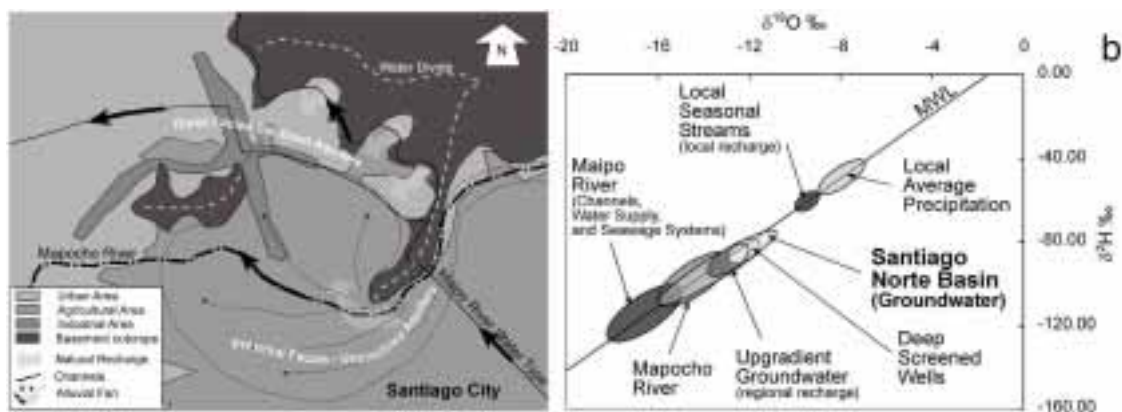 N
Water Divide
Mapocho River
Urban Area
Agricultural Area
Industrial Area
Basement outcrops
Natural Recharge
Channels
Alluvial Fan
Santiago City
b
δ18O ‰
-20 -16 -12 -8 -4 0
0.00
-40.00
-80.00
-120.00
-160.00
δ2H ‰
MWL
Local
Seasonal
Streams
(local recharge)
Maipo
River
(Channels,
Water Supply,
and Seawage Systems)
Local
Average
Precipitation
Santiago
Norte Basin
(Groundwater)
Deep
Screened
Wells
Upgradient
Groundwater
(regional recharge)
Mapocho
River